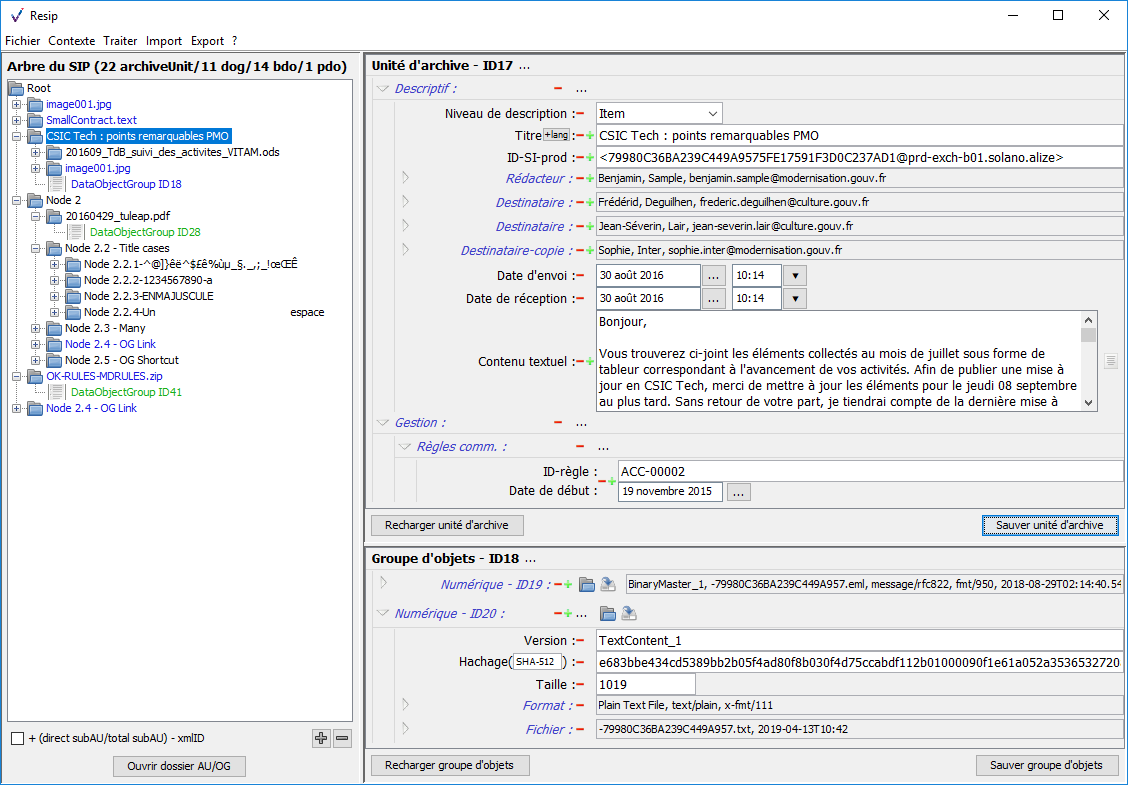 Resip
Fichier Contexte Traiter Import Export ?
Arbre du SIP (22 archiveUnit/11 dog/14 bdo/1 pdo)
Root
image001.jpg
SmallContract.text
CSIC Tech : points remarquables PMO
201609_TdB_suivi_des_activites_VITAM.ods
image001.jpg
DataObjectGroup ID18
Node 2
20160429_tuleap.pdf
DataObjectGroup ID28
Node 2.2 - Title cases
Node 2.2.1-^@]}êë^$£ê%ùµ_§._,;_!œŒÊ
Node 2.2.2-1234567890-a
Node 2.2.3-ENMAJUSCULE
Node 2.2.4-Un espace
Node 2.3 - Many
Node 2.4 - OG Link
Node 2.5 - OG Shortcut
OK-RULES-MDRULES.zip
DataObjectGroup ID41
Node 2.4 - OG Link
+ (direct subAU/total subAU) - xmlID
Ouvrir dossier AU/OG
Unité d'archive - ID17 ...
Descriptif : ...
Niveau de description : Item
Titre +lang : CSIC Tech : points remarquables PMO
ID-SI-prod : <79980C36BA239C449A9575FE17591F3D0C237AD1@prd-exch-b01.solano.alize>
Rédacteur : Benjamin, Sample, benjamin.sample@modernisation.gouv.fr
Destinataire : Frédérid, Deguilhen, frederic.deguilhen@culture.gouv.fr
Destinataire : Jean-Séverin, Lair, jean-severin.lair@culture.gouv.fr
Destinataire-copie : Sophie, Inter, sophie.inter@modernisation.gouv.fr
Date d'envoi : 30 août 2016 ... 10:14
Date de réception : 30 août 2016 ... 10:14
Contenu textuel :
Bonjour,
Vous trouverez ci-joint les éléments collectés au mois de juillet sous forme de
tableur correspondant à l'avancement de vos activités. Afin de publier une mise à
jour en CSIC Tech, merci de mettre à jour les éléments pour le jeudi 08 septembre
au plus tard. Sans retour de votre part, je tiendrai compte de la dernière mise à
Gestion : ...
Règles comm. : ...
ID-règle : ACC-00002
Date de début : 19 novembre 2015 ...
Recharger unité d'archive Sauver unité d'archive
Groupe d'objets - ID18 ...
Numérique - ID19 : BinaryMaster_1, -79980C36BA239C449A957.eml, message/rfc822, fmt/950, 2018-08-29T02:14:40.54
Numérique - ID20 : ...
Version : TextContent_1
Hachage( SHA-512 ) : e683bbe434cd5389bb2b05f4ad80f8b030f4d75ccabdf112b01000090f1e61a052a3536532720
Taille : 1019
Format : Plain Text File, text/plain, x-fmt/111
Fichier : -79980C36BA239C449A957.txt, 2019-04-13T10:42
Recharger groupe d'objets Sauver groupe d'objets